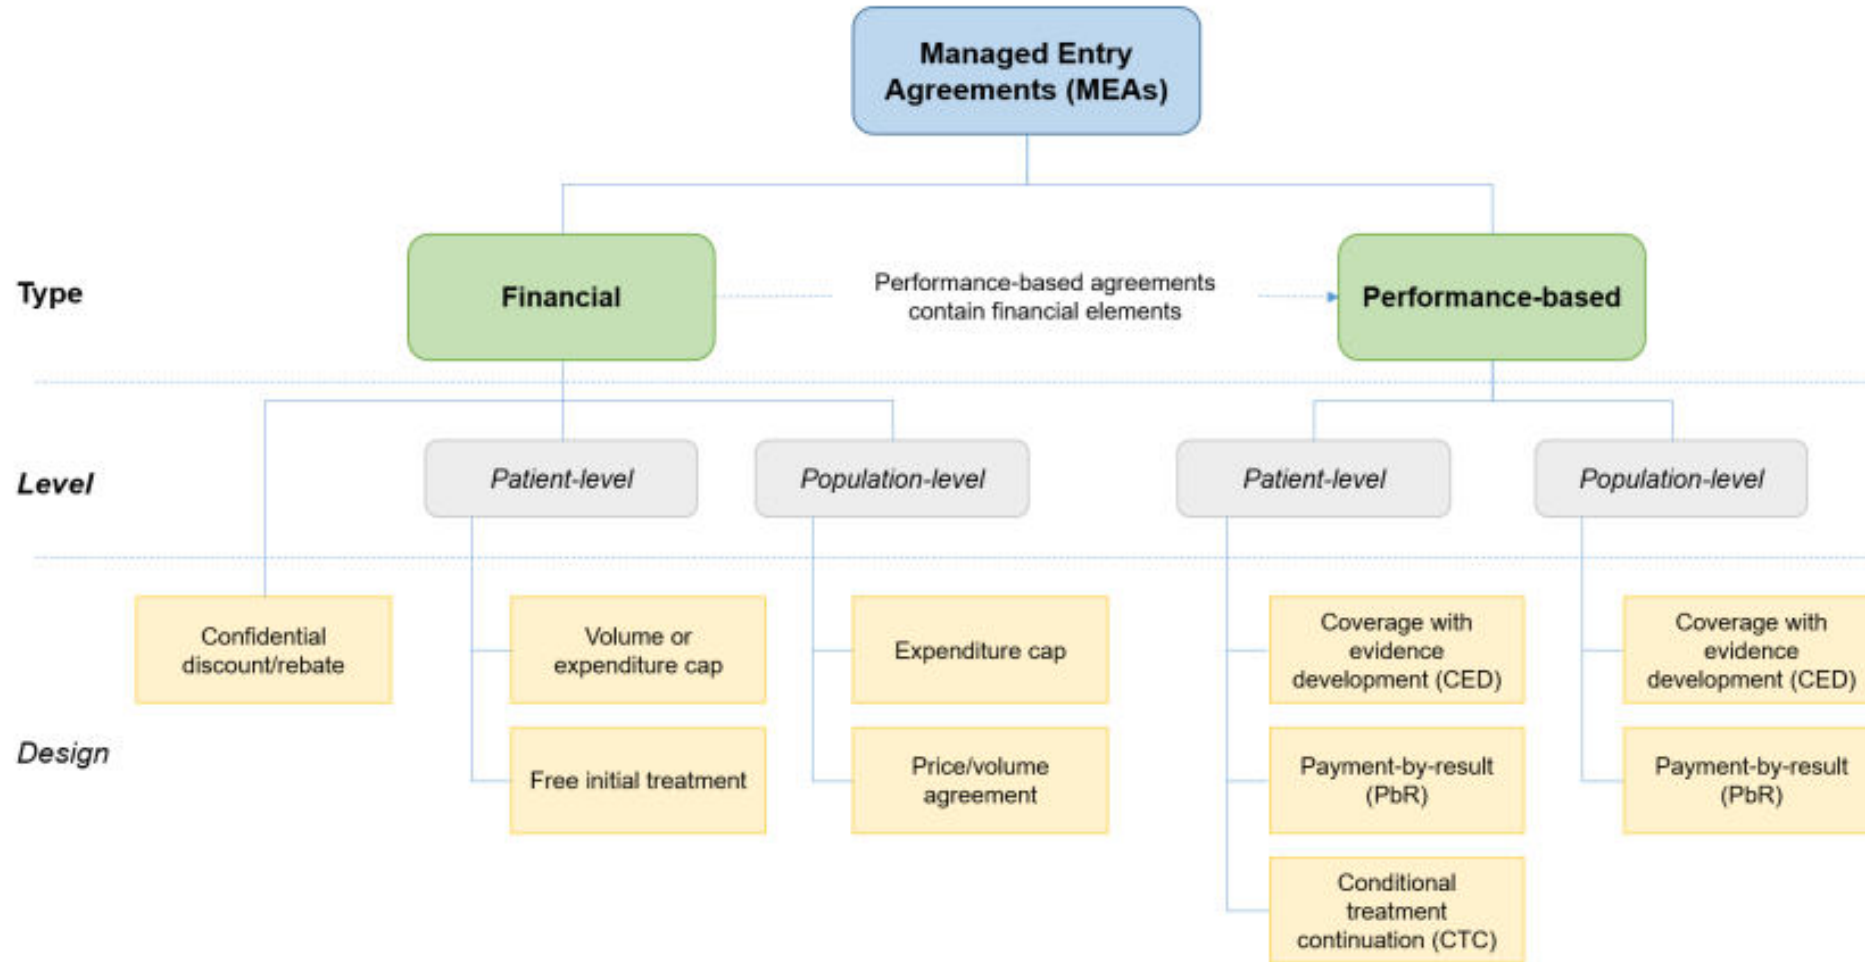 Managed Entry
Agreements (MEAs)
Type
Financial
Performance-based agreements
contain financial elements
Performance-based
Level
Patient-level
Population-level
Patient-level
Population-level
Design
Confidential
discount/rebate
Volume or
expenditure cap
Free initial treatment
Expenditure cap
Price/volume
agreement
Coverage with
evidence
development (CED)
Payment-by-result
(PbR)
Conditional
treatment
continuation (CTC)
Coverage with
evidence
development (CED)
Payment-by-result
(PbR)